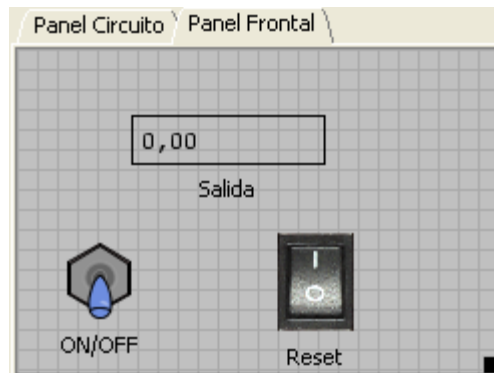 Panel Circuito Panel Frontal
0,00
Salida
ON/OFF
Reset